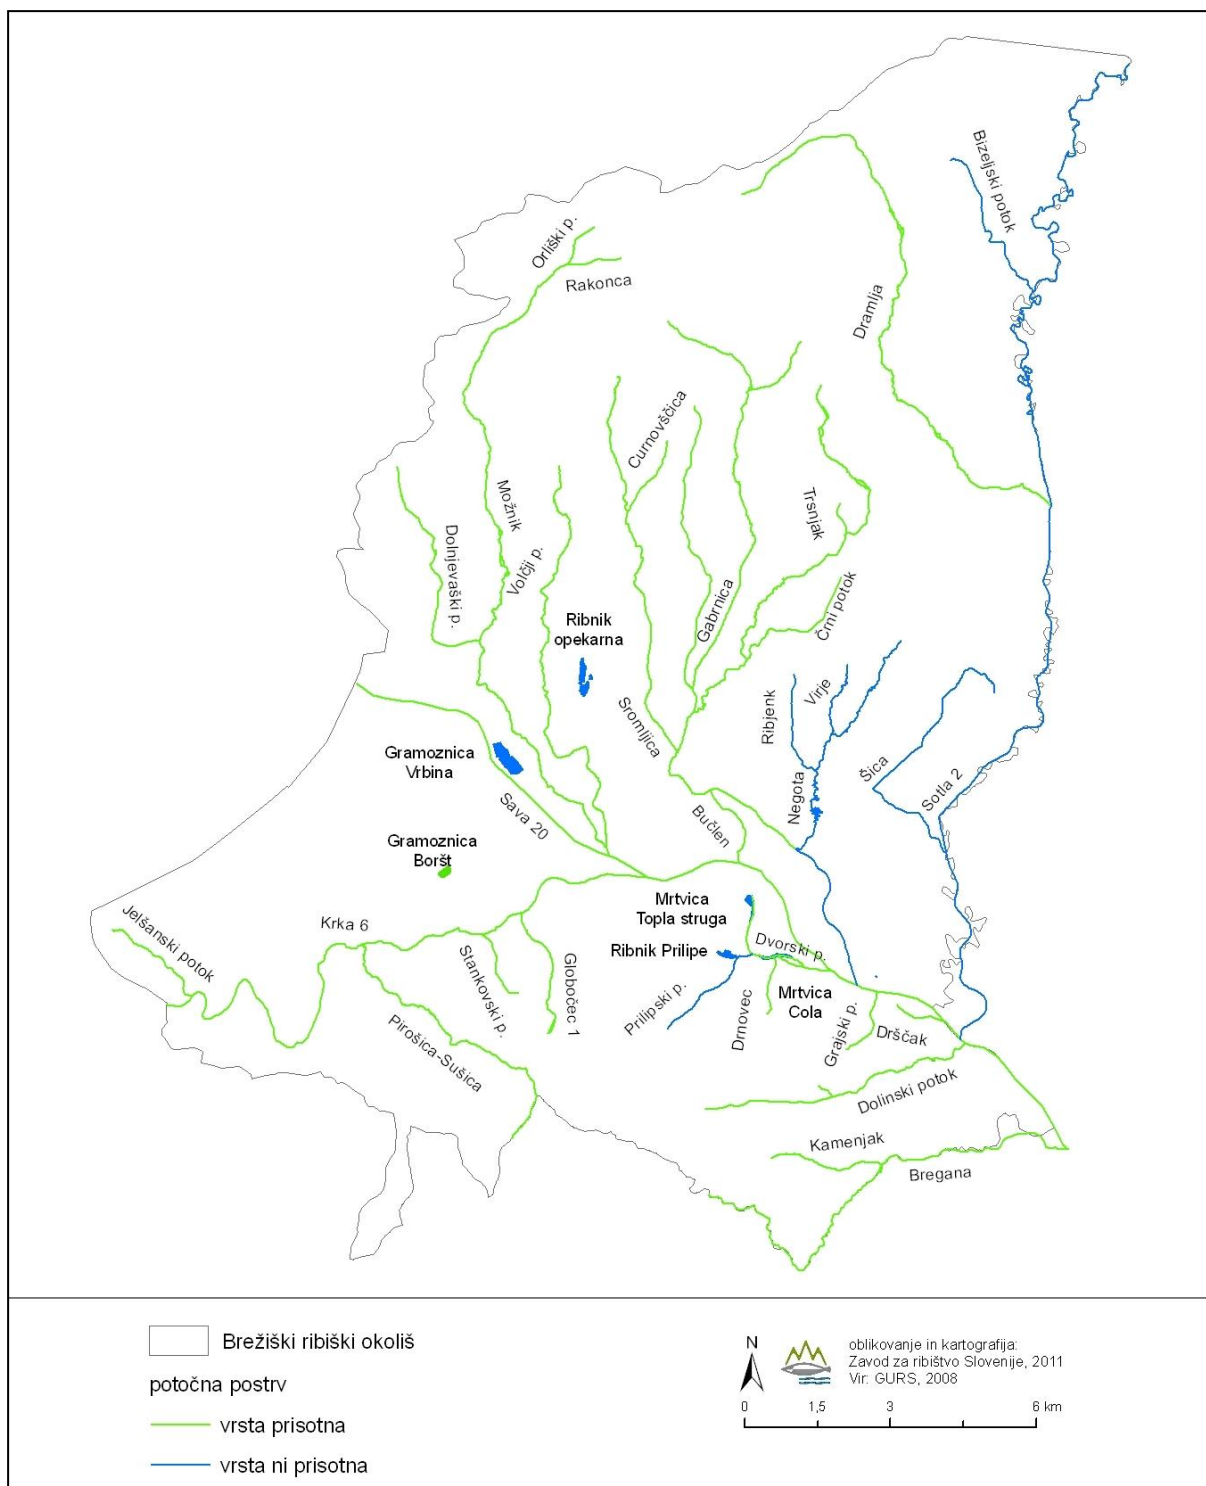 Bizeljski potok
Orliški p.
Rakonca
Dramlja
Curnovščica
Možnik
Trsnjak
Dolnjevaški p.
Volčji p.
Gabrnica
Črni potok
Ribnik
opekarna
Sromljica
Ribjenk
Virje
Šica
Sotla 2
Gramoznica
Vrbina
Sava 20
Negota
Bučlen
Gramoznica
Boršt
Mrtvica
Topla struga
Jelšanski potok
Krka 6
Ribnik Prilipe
Dvorski p.
Stankovski p.
Globočec 1
Prilipski p.
Drnovec
Mrtvica
Cola
Grajski p.
Drščak
Pirošica-Sušica
Dolinski potok
Kamenjak
Bregana
Brežiški ribiški okoliš
potočna postrv
vrsta prisotna
vrsta ni prisotna
N
oblikovanje in kartografija:
Zavod za ribištvo Slovenije, 2011
Vir: GURS, 2008
0 1,5 3 6 km